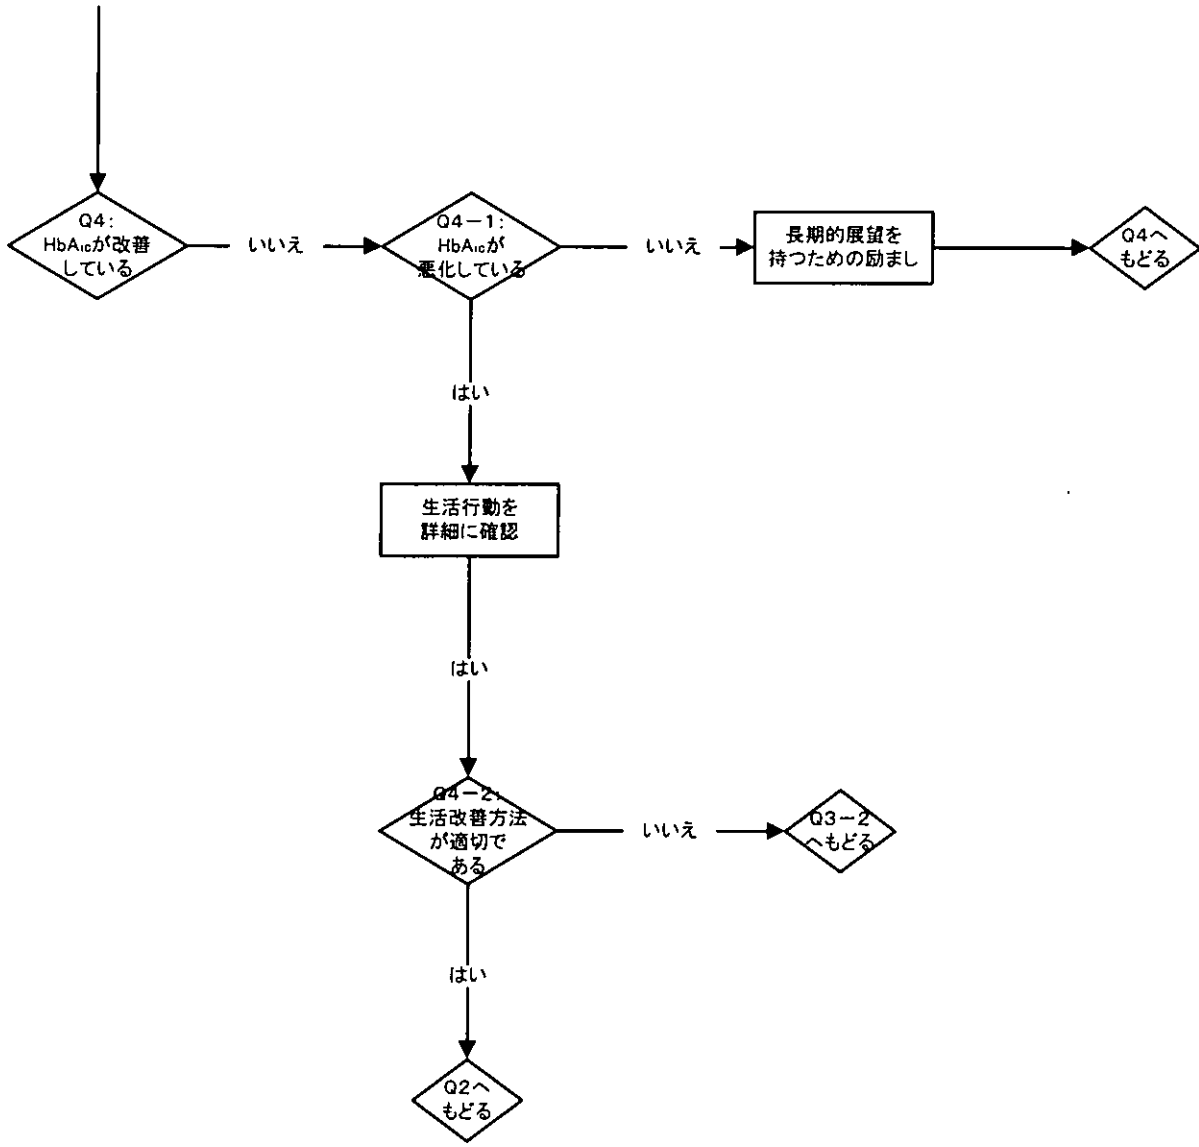 Q4:
HbA1cが改善
している
いいえ
Q4－1:
HbA1cが
悪化している
いいえ
長期的展望を
持つための励まし
Q4へ
もどる
はい
生活行動を
詳細に確認
はい
Q4－2:
生活改善方法
が適切で
ある
いいえ
Q3－2
へもどる
はい
Q2へ
もどる